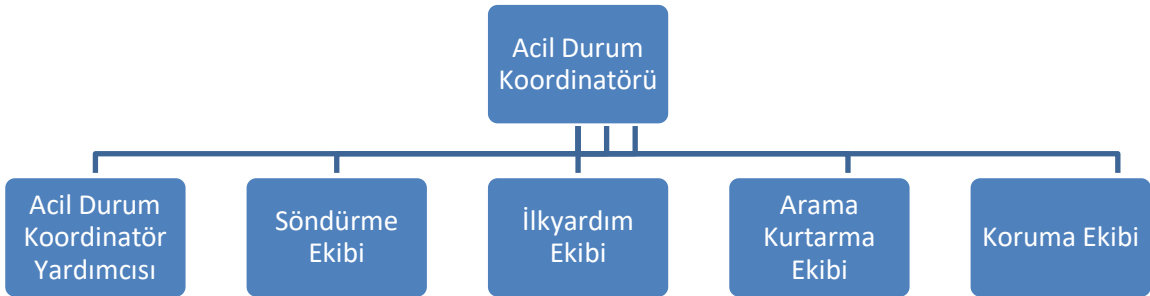 Acil Durum
Koordinatörü
Acil Durum
Koordinatör
Yardımcısı
Söndürme
Ekibi
İlkyardım
Ekibi
Arama
Kurtarma
Ekibi
Koruma Ekibi